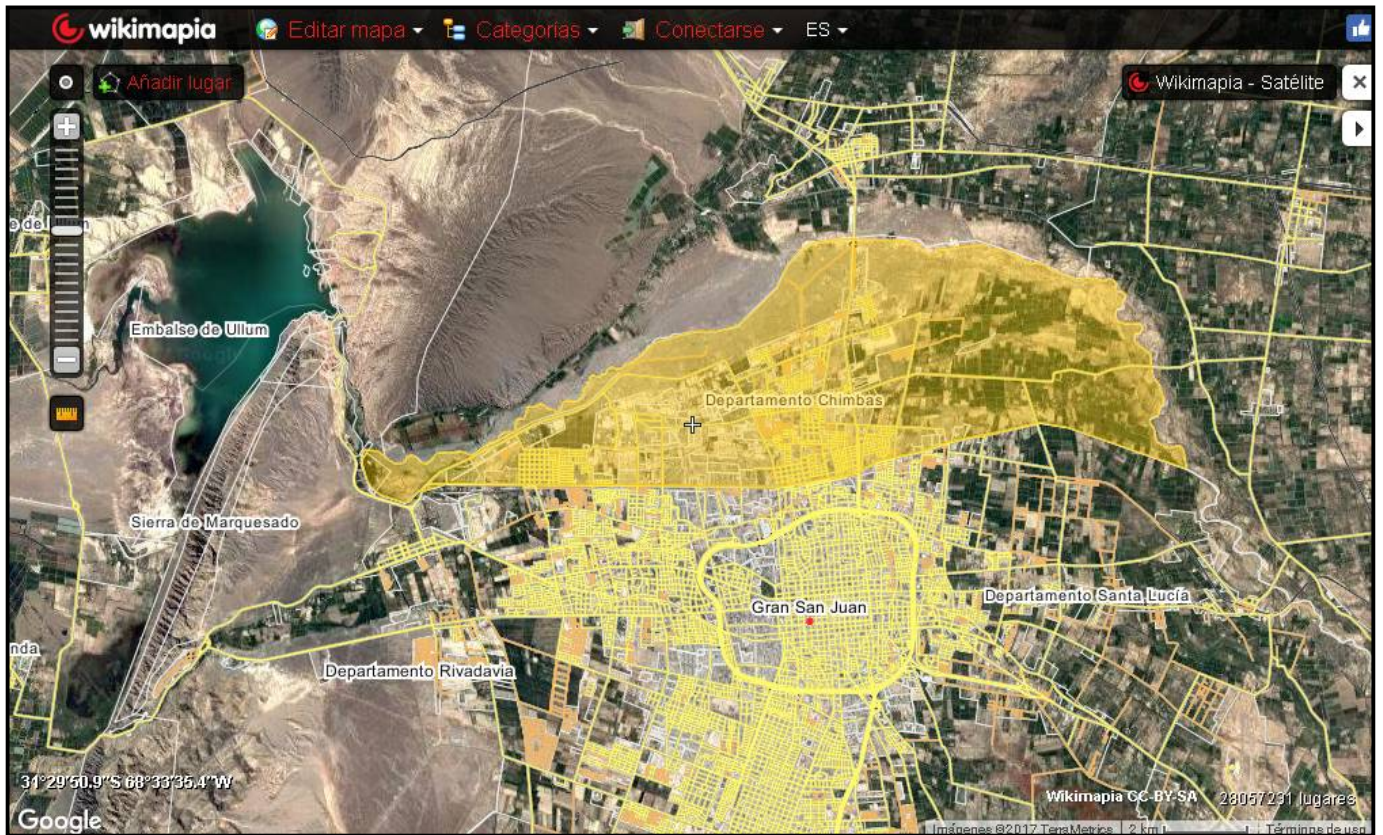 wikimapia Editar mapa Categorías Conectarse ES
Añadir lugar
Wikimapia - Satélite
Embalse de Ullum
Departamento Chimbas
Sierra de Marquesado
Gran San Juan
Departamento Santa Lucía
nda
Departamento Rivadavia
31°29'50.9"S 68°33'35.4"W
Wikimapia CC-BY-SA 28057231 lugares
Google
Imágenes ©2017 TerraMetrics 2 km Términos de uso